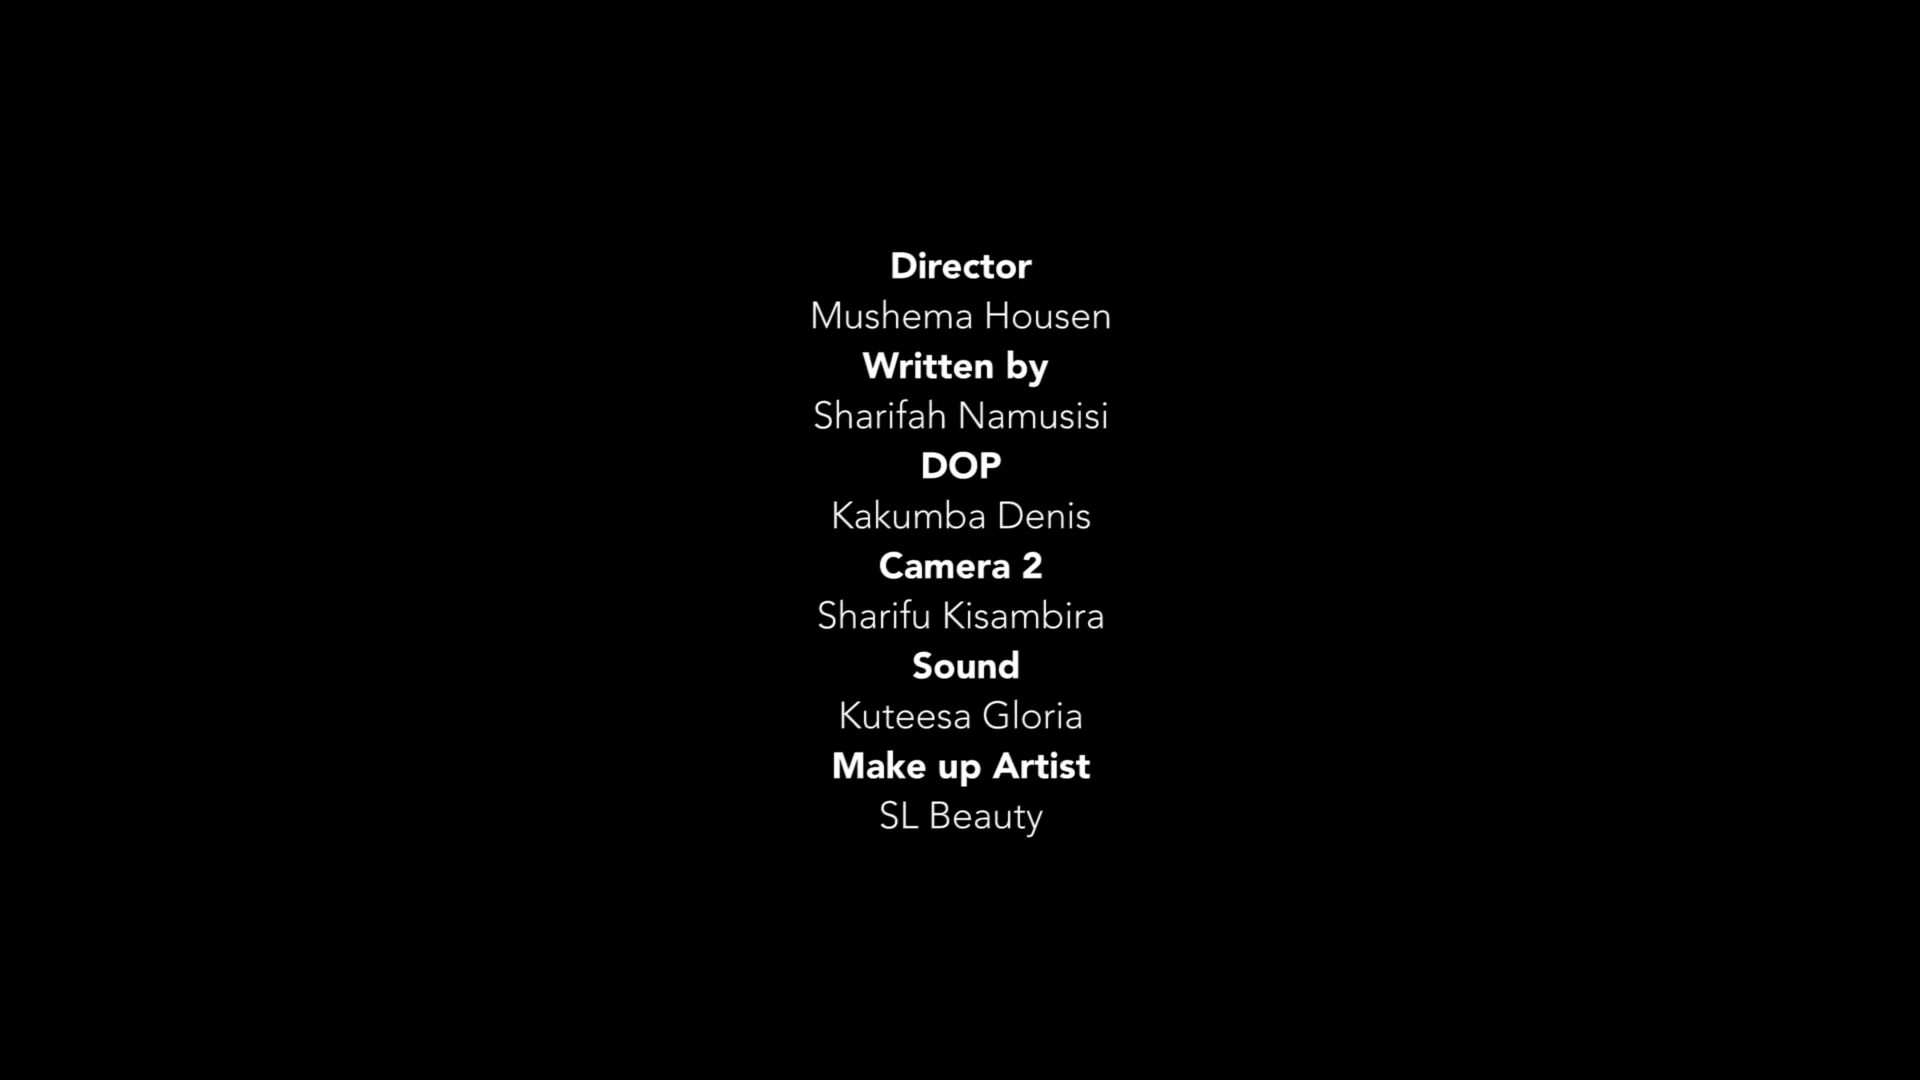 Director
Mushema Housen
Written by
Sharifah Namusisi
DOP
Kakumba Denis
Camera 2
Sharifu Kisambira
Sound
Kuteesa Gloria
Make up Artist
SL Beauty